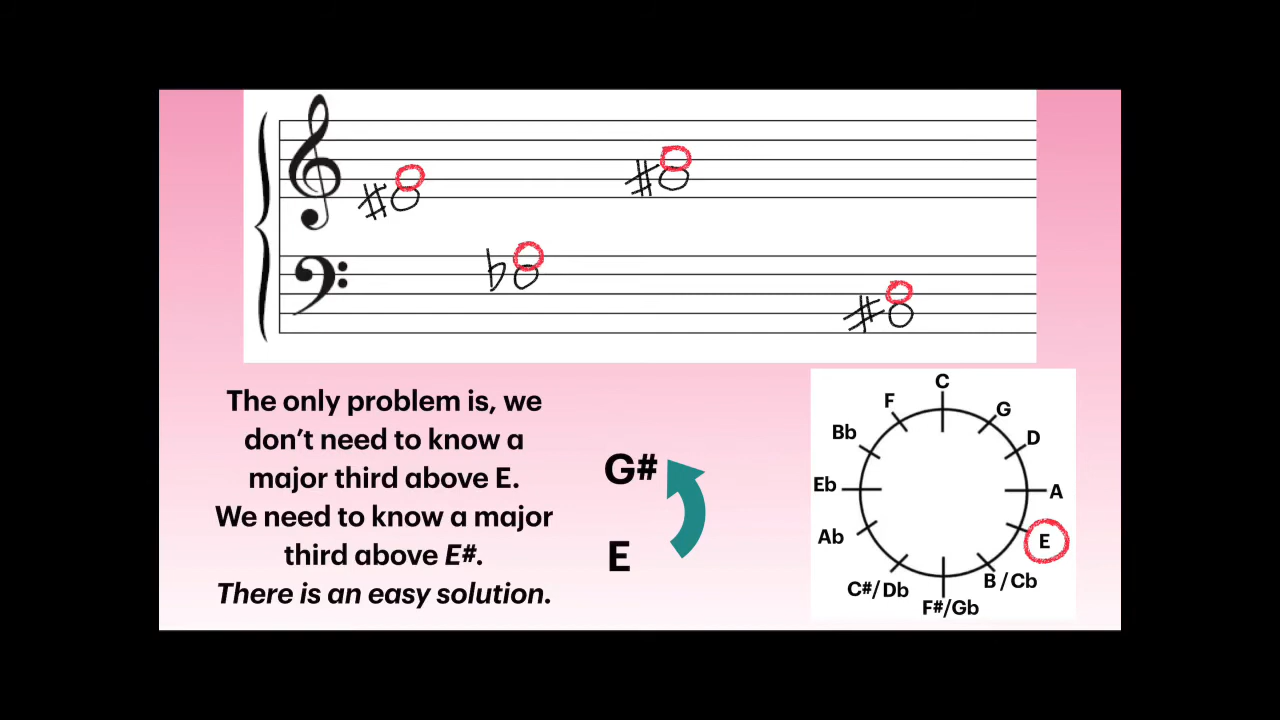 The only problem is, we
don't need to know a
major third above E.
We need to know a major
third above E#.
There is an easy solution.
G#
E
C
F
G
Bb
D
Eb
A
Ab
E
C#/Db
B/Cb
F#/Gb